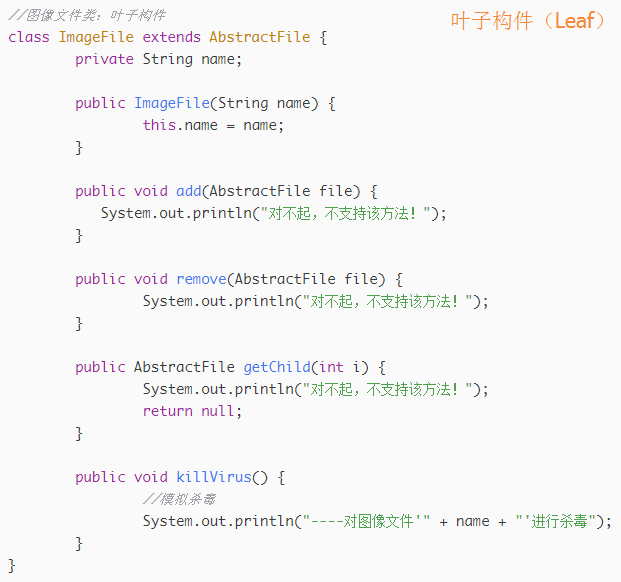 //图像文件类：叶子构件
叶子构件（Leaf）
class ImageFile extends AbstractFile {
private String name;
public ImageFile(String name) {
this.name = name;
}
public void add(AbstractFile file) {
System.out.println("对不起，不支持该方法！");
}
public void remove(AbstractFile file) {
System.out.println("对不起，不支持该方法！");
}
public AbstractFile getChild(int i) {
System.out.println("对不起，不支持该方法！");
return null;
}
public void killVirus() {
//模拟杀毒
System.out.println("----对图像文件'" + name + "'进行杀毒");
}
}